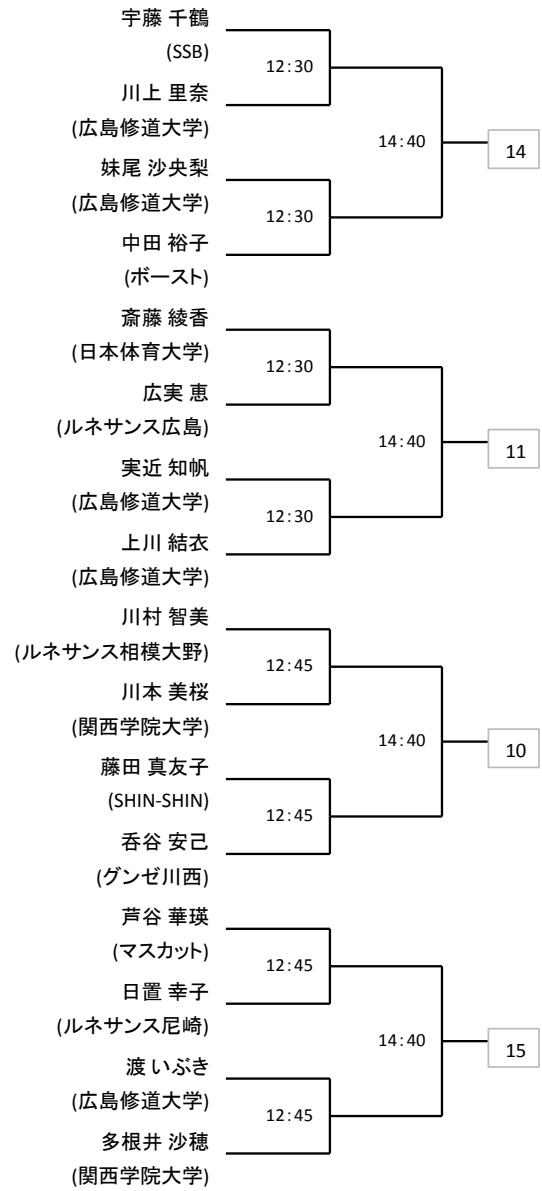 宇藤 千鶴
(SSB)
12:30
川上 里奈
(広島修道大学)
14:40
14
妹尾 沙央梨
(広島修道大学)
12:30
中田 裕子
(ボースト)
斎藤 綾香
(日本体育大学)
12:30
広実 恵
(ルネサンス広島)
14:40
11
実近 知帆
(広島修道大学)
12:30
上川 結衣
(広島修道大学)
川村 智美
(ルネサンス相模大野)
12:45
川本 美桜
(関西学院大学)
14:40
10
藤田 真友子
(SHIN-SHIN)
12:45
呑谷 安己
(グンゼ川西)
芦谷 華瑛
(マスカット)
12:45
日置 幸子
(ルネサンス尼崎)
14:40
15
渡 いぶき
(広島修道大学)
12:45
多根井 沙穂
(関西学院大学)